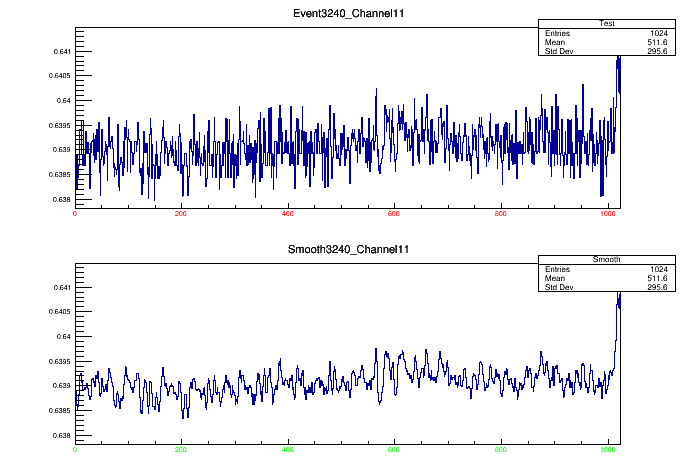 Event3240_Channel11
Test
Entries 1024
Mean 511.6
Std Dev 295.6
0.641
0.6405
0.64
0.6395
0.639
0.6385
0.638
0 200 400 600 800 1000
Smooth3240_Channel11
Smooth
Entries 1024
Mean 511.6
Std Dev 295.6
0.641
0.6405
0.64
0.6395
0.639
0.6385
0.638
0 200 400 600 800 1000